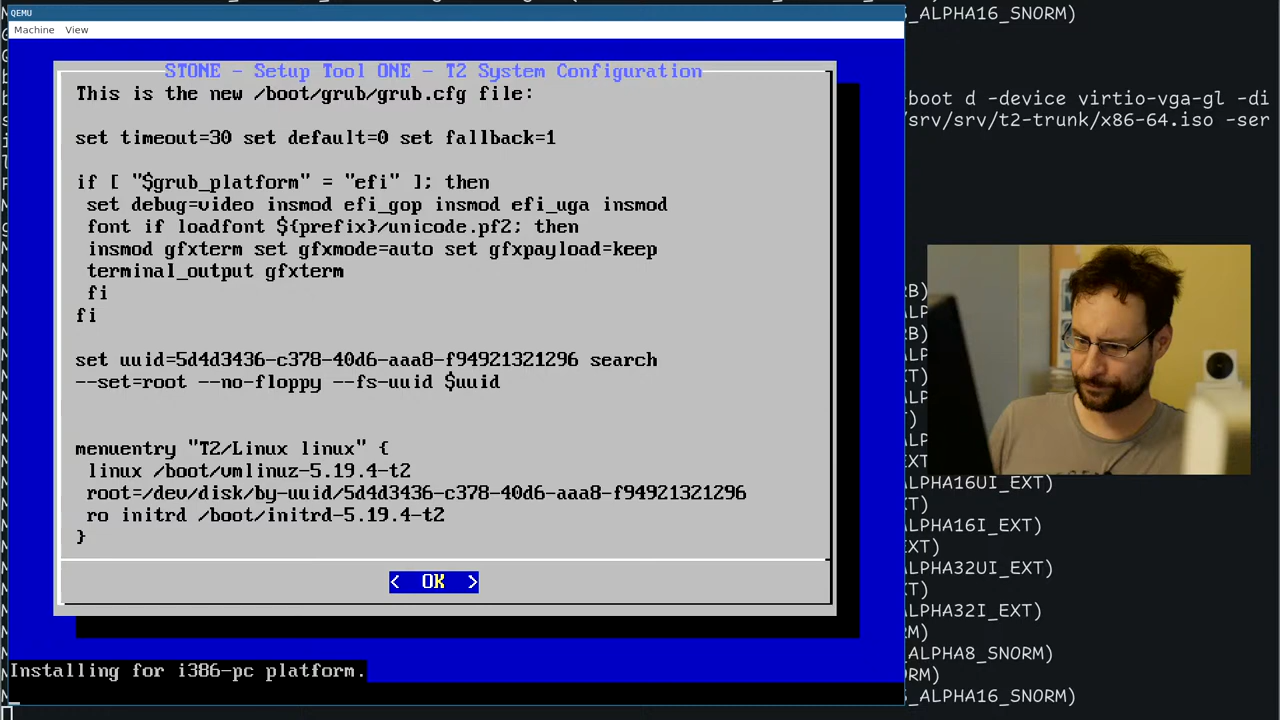 QEMU
Machine View
STONE - Setup Tool ONE - T2 System Configuration
This is the new /boot/grub/grub.cfg file:
set timeout=30 set default=0 set fallback=1
if [ "$grub_platform" = "efi" ]; then
set debug=video insmod efi_gop insmod efi_uga insmod
font if loadfont ${prefix}/unicode.pf2; then
insmod gfxterm set gfxmode=auto set gfxpayload=keep
terminal_output gfxterm
fi
fi
set uuid=5d4d3436-c378-40d6-aaa8-f94921321296 search
--set=root --no-floppy --fs-uuid $uuid
menuentry "T2/Linux linux" {
linux /boot/vmlinuz-5.19.4-t2
root=/dev/disk/by-uuid/5d4d3436-c378-40d6-aaa8-f94921321296
ro initrd /boot/initrd-5.19.4-t2
}
< OK >
Installing for i386-pc platform.
_ALPHA16_SNORM)
-boot d -device virtio-vga-gl -di
/srv/srv/t2-trunk/x86-64.iso -ser
ALPHA16UI_EXT)
XT)
ALPHA16I_EXT)
EXT)
ALPHA32UI_EXT)
EXT)
ALPHA32I_EXT)
RM)
_ALPHA8_SNORM)
RM)
_ALPHA16_SNORM)